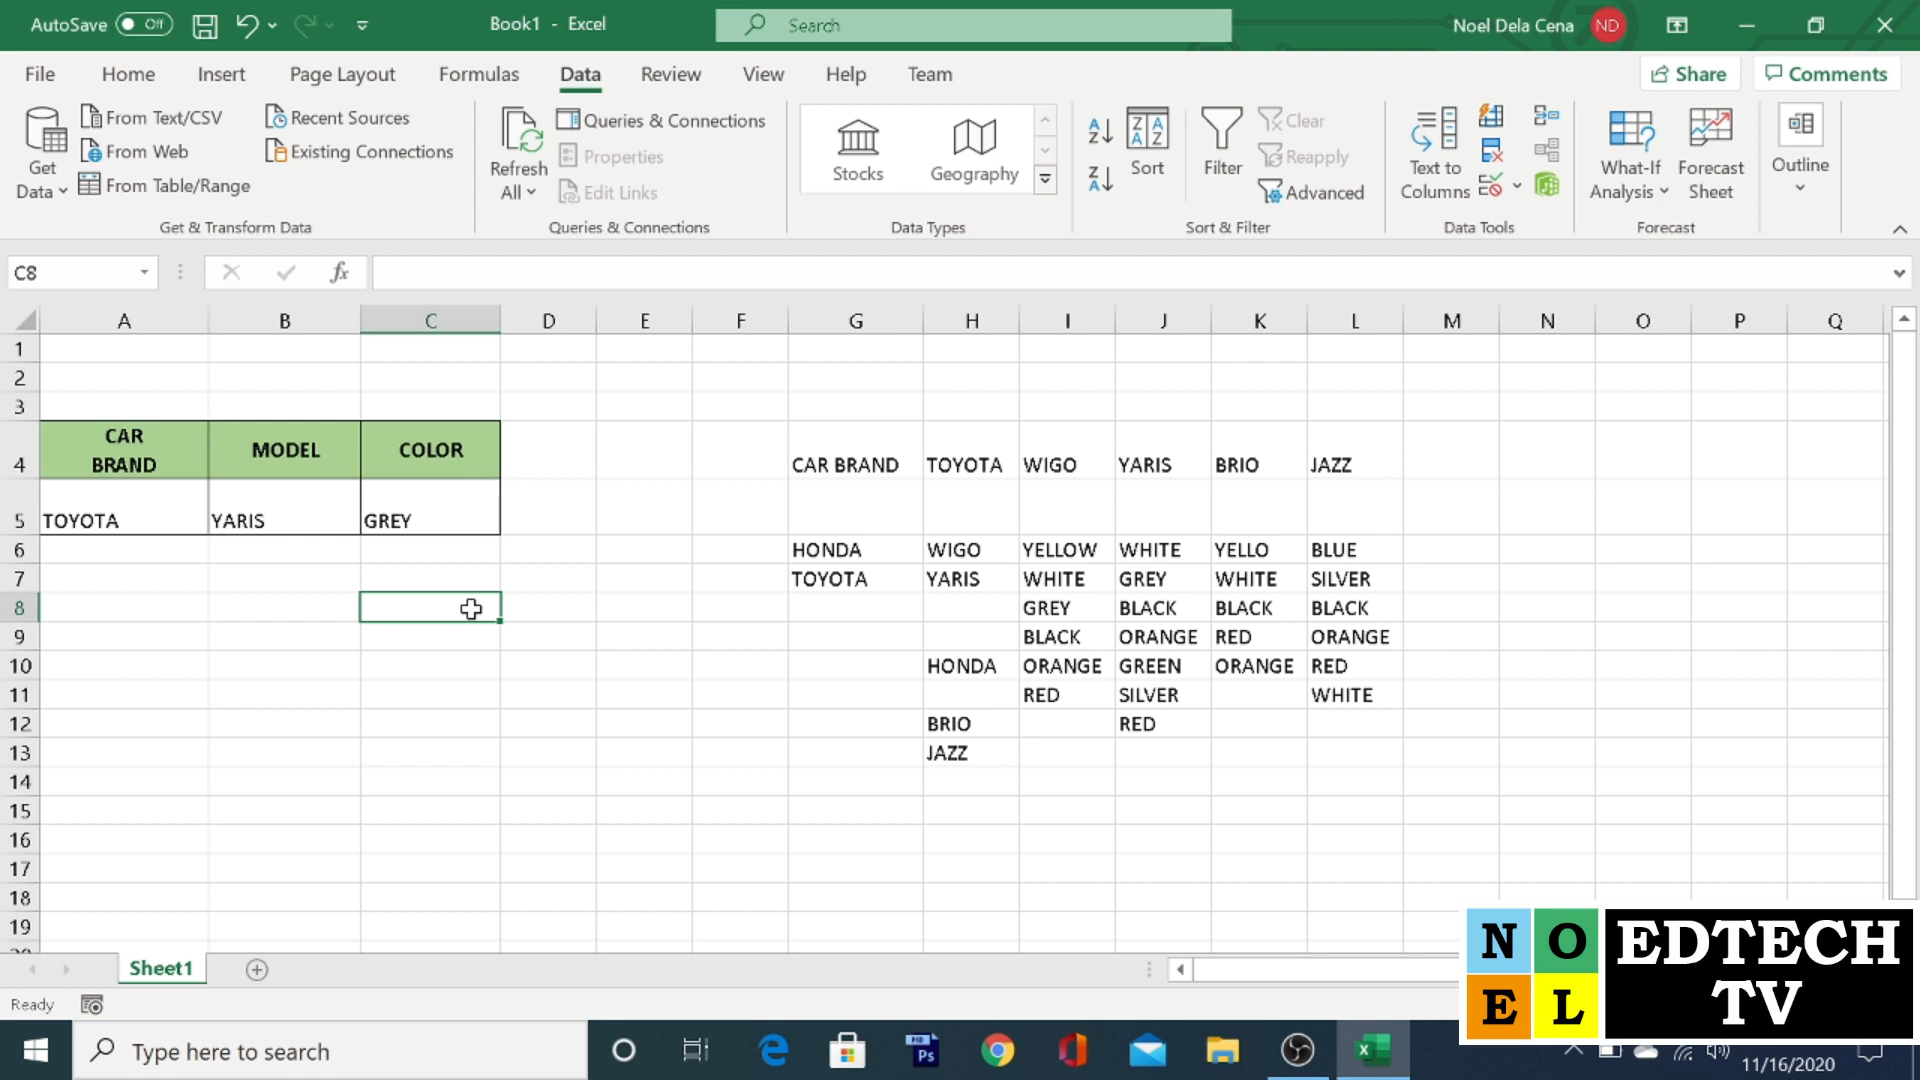 AutoSave Off
Book1 - Excel
Search
Noel Dela Cena ND
File Home Insert Page Layout Formulas Data Review View Help Team
Share Comments
Get Data
From Text/CSV
From Web
From Table/Range
Recent Sources
Existing Connections
Get & Transform Data
Refresh All
Queries & Connections
Properties
Edit Links
Queries & Connections
Stocks
Geography
Data Types
Sort
Filter
Clear
Reapply
Advanced
Sort & Filter
Text to Columns
Data Tools
What-If Analysis
Forecast Sheet
Forecast
Outline
C8 fx
A B C D E F G H I J K L M N O P Q
1
2
3
4 CAR BRAND MODEL COLOR CAR BRAND TOYOTA WIGO YARIS BRIO JAZZ
5 TOYOTA YARIS GREY
6 HONDA WIGO YELLOW WHITE YELLO BLUE
7 TOYOTA YARIS WHITE GREY WHITE SILVER
8 GREY BLACK BLACK BLACK
9 BLACK ORANGE RED ORANGE
10 HONDA ORANGE GREEN ORANGE RED
11 RED SILVER WHITE
12 BRIO RED
13 JAZZ
14
15
16
17
18
19
Sheet1
Ready
NOEL EDTECH TV
Type here to search
Ps
11/16/2020